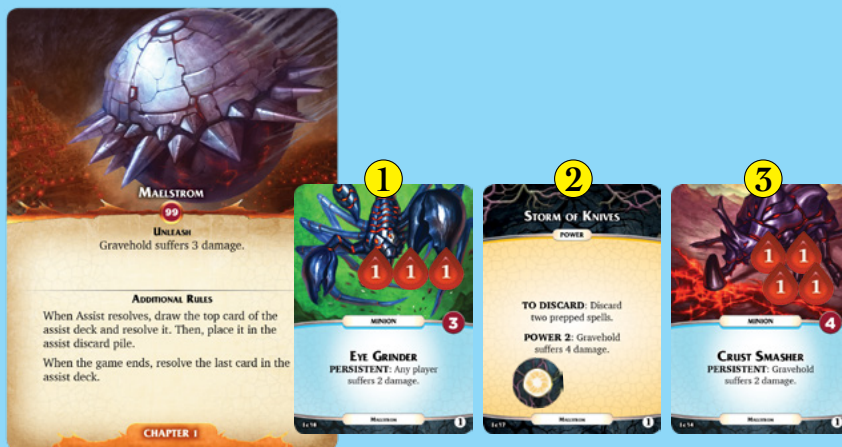 MAELSTROM
99
UNLEASH
Gravehold suffers 3 damage.
ADDITIONAL RULES
When Assist resolves, draw the top card of the
assist deck and resolve it. Then, place it in the
assist discard pile.
When the game ends, resolve the last card in the
assist deck.
CHAPTER 1
1
1 1 1
MINION
3
EYE GRINDER
PERSISTENT: Any player
suffers 2 damage.
MAELSTROM
1
2
STORM OF KNIVES
POWER
TO DISCARD: Discard
two prepped spells.
POWER 2: Gravehold
suffers 4 damage.
MAELSTROM
1
3
1 1
1 1
MINION
4
CRUST SMASHER
PERSISTENT: Gravehold
suffers 2 damage.
MAELSTROM
1